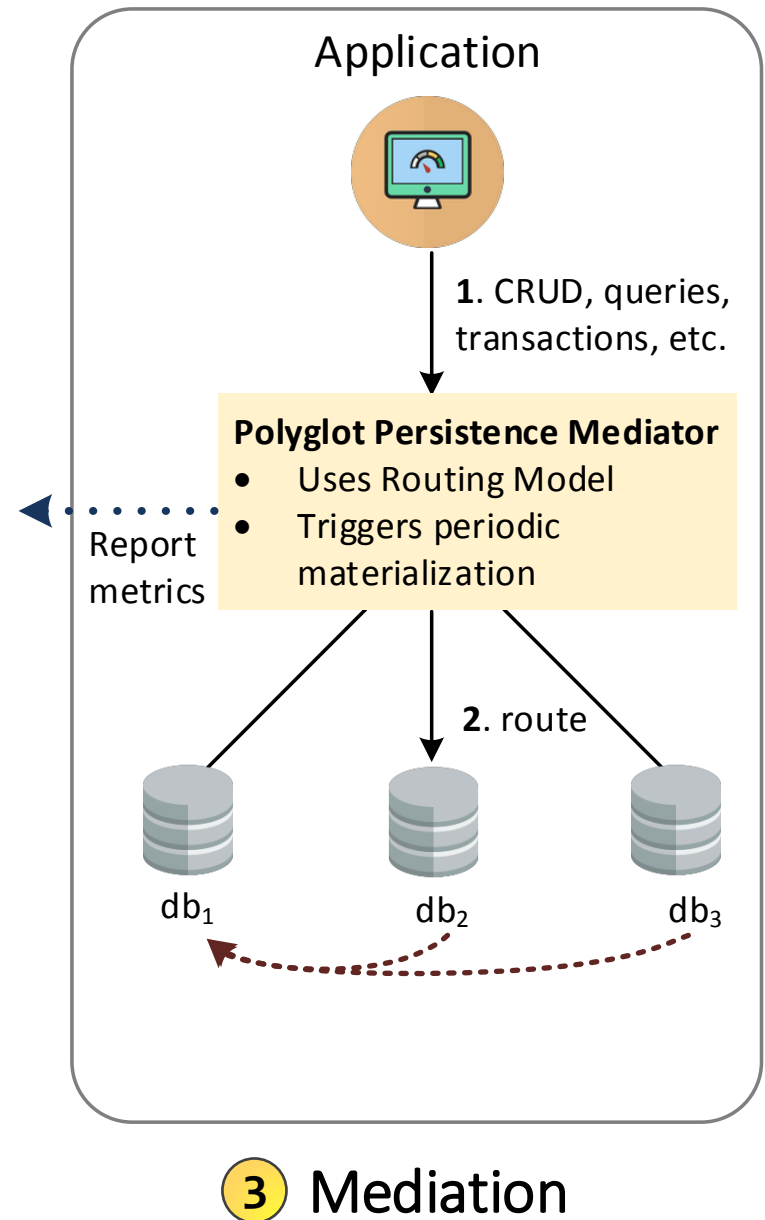 Application
1. CRUD, queries,
transactions, etc.
Polyglot Persistence Mediator
• Uses Routing Model
• Triggers periodic
materialization
Report
metrics
2. route
db₁
db₂
db₃
3 Mediation